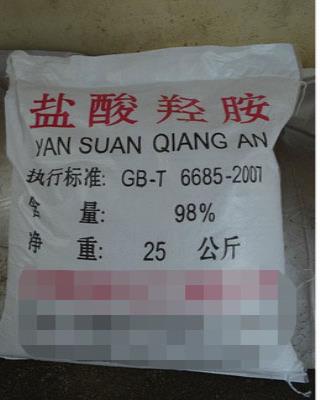 盐酸羟胺
YAN SUAN QIANG AN
执行标准: GB-T 6685-2007
含 量: 98%
净 重: 25 公斤